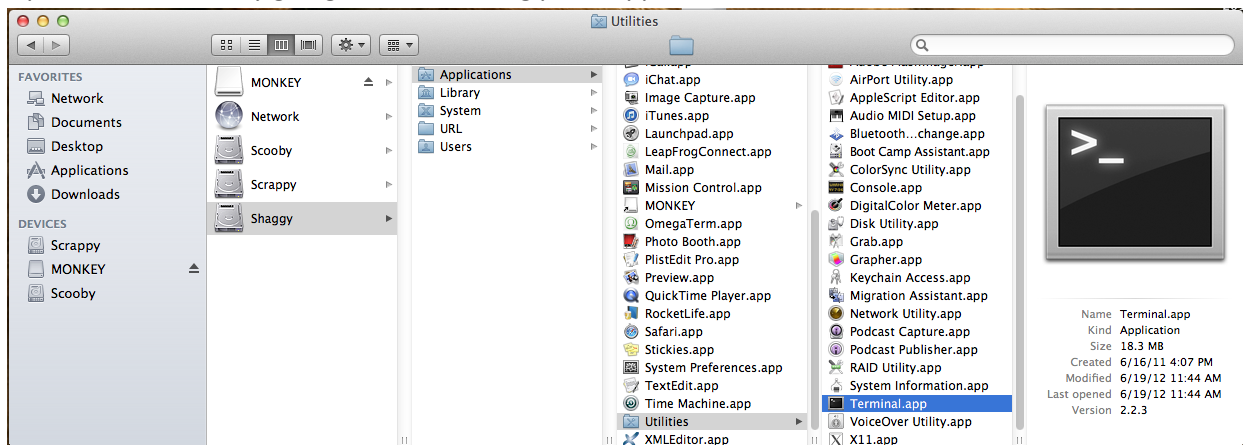 Utilities
FAVORITES
Network
Documents
Desktop
Applications
Downloads
DEVICES
Scrappy
MONKEY
Scooby
MONKEY
Network
Scooby
Scrappy
Shaggy
Applications
Library
System
URL
Users
iChat.app
Image Capture.app
iTunes.app
Launchpad.app
LeapFrogConnect.app
Mail.app
Mission Control.app
MONKEY
OmegaTerm.app
Photo Booth.app
PlistEdit Pro.app
Preview.app
QuickTime Player.app
RocketLife.app
Safari.app
Stickies.app
System Preferences.app
TextEdit.app
Time Machine.app
Utilities
XMLEditor.app
AirPort Utility.app
AppleScript Editor.app
Audio MIDI Setup.app
Bluetooth…change.app
Boot Camp Assistant.app
ColorSync Utility.app
Console.app
DigitalColor Meter.app
Disk Utility.app
Grab.app
Grapher.app
Keychain Access.app
Migration Assistant.app
Network Utility.app
Podcast Capture.app
Podcast Publisher.app
RAID Utility.app
System Information.app
Terminal.app
VoiceOver Utility.app
X11.app
>_
Name Terminal.app
Kind Application
Size 18.3 MB
Created 6/16/11 4:07 PM
Modified 6/19/12 11:44 AM
Last opened 6/19/12 11:44 AM
Version 2.2.3